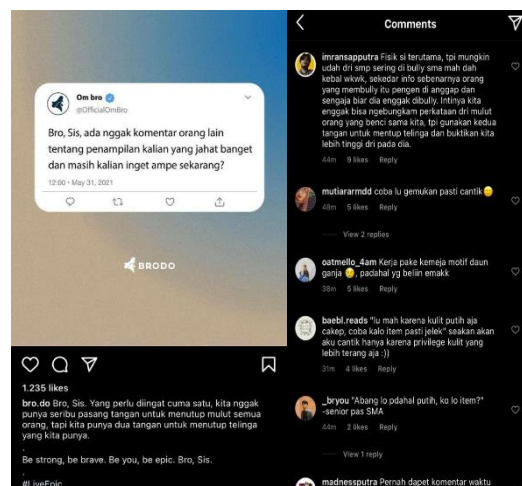 Om bro
@OfficialOmBro
Bro, Sis, ada nggak komentar orang lain
tentang penampilan kalian yang jahat banget
dan masih kalian inget ampe sekarang?
12:00 • May 31, 2021
BRODO
1.235 likes
bro.do Bro, Sis. Yang perlu diingat cuma satu, kita nggak
punya seribu pasang tangan untuk menutup mulut semua
orang, tapi kita punya dua tangan untuk menutup telinga
yang kita punya.
.
Be strong, be brave. Be you, be epic. Bro, Sis.
.
#LiveEpic
Comments
imransapputra Fisik si terutama, tpi mungkin
udah dri smp sering di bully sma mah dah
kebal wkwk, sekedar info sebenarnya orang
yang membully itu pengen di anggap dan
sengaja biar dia enggak dibully. Intinya kita
enggak bisa ngebungkam perkataan dri mulut
orang yang benci sama kita, tpi gunakan kedua
tangan untuk mentup telinga dan buktikan kita
lebih tinggi dri pada dia.
44m 9 likes Reply
mutiararmdd coba lu gemukan pasti cantik
48m 5 likes Reply
View 2 replies
oatmello_4am Kerja pake kemeja motif daun
ganja , padahal yg beliin emakk
38m 5 likes Reply
baebl.reads "lu mah karena kulit putih aja
cakep, coba kalo item pasti jelek" seakan akan
aku cantik hanya karena privilege kulit yang
lebih terang aja :))
31m 4 likes Reply
_bryou "Abang lo pdahal putih, ko lo item?"
-senior pas SMA
44m 2 likes Reply
View 1 reply
madnessputra Pernah dapet komentar waktu